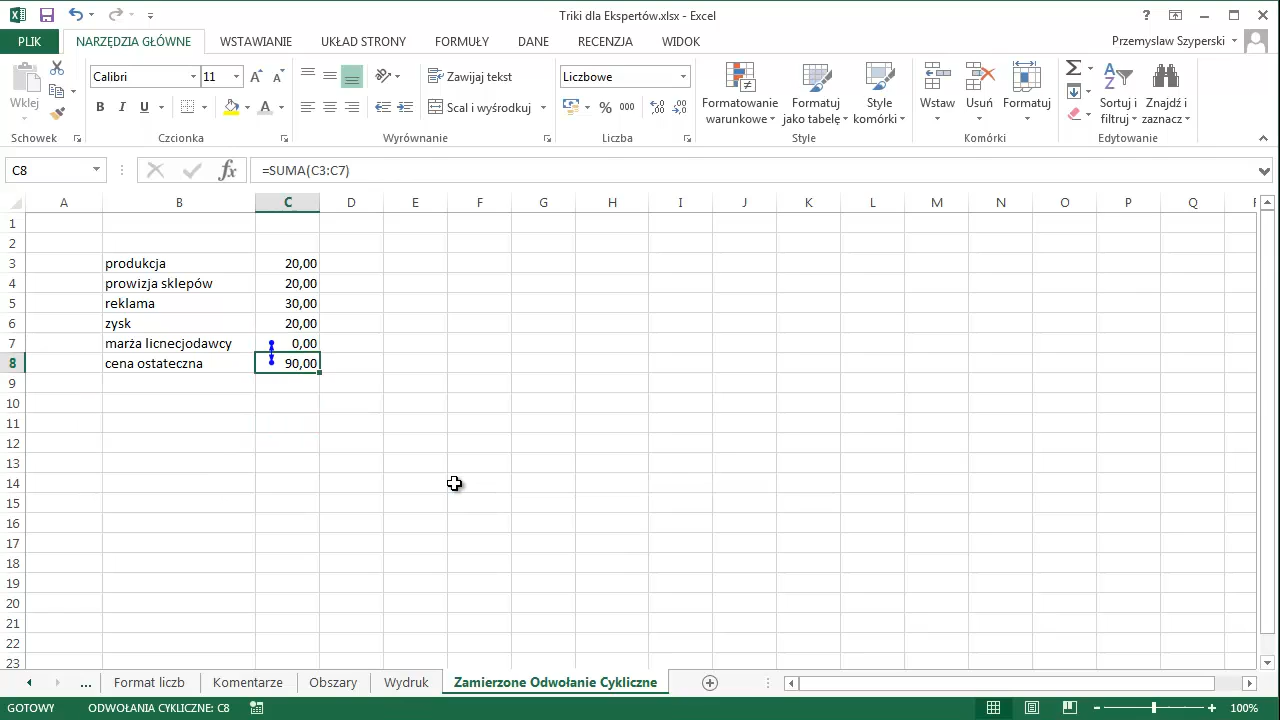 Triki dla Ekspertów.xlsx - Excel
?
PLIK NARZĘDZIA GŁÓWNE WSTAWIANIE UKŁAD STRONY FORMUŁY DANE RECENZJA WIDOK Przemyslaw Szyperski
Wklej
Calibri 11
B I U A
Zawijaj tekst
Scal i wyśrodkuj
Liczbowe
% 000
Formatowanie warunkowe
Formatuj jako tabelę
Style komórki
Wstaw Usuń Formatuj
Sortuj i filtruj
Znajdź i zaznacz
Schowek Czcionka Wyrównanie Liczba Style Komórki Edytowanie
C8 fx =SUMA(C3:C7)
A B C D E F G H I J K L M N O P Q
1
2
3 produkcja 20,00
4 prowizja sklepów 20,00
5 reklama 30,00
6 zysk 20,00
7 marża licnecjodawcy 0,00
8 cena ostateczna 90,00
9
10
11
12
13
14
15
16
17
18
19
20
21
22
23
... Format liczb Komentarze Obszary Wydruk Zamierzone Odwołanie Cykliczne
GOTOWY ODWOŁANIA CYKLICZNE: C8 100%